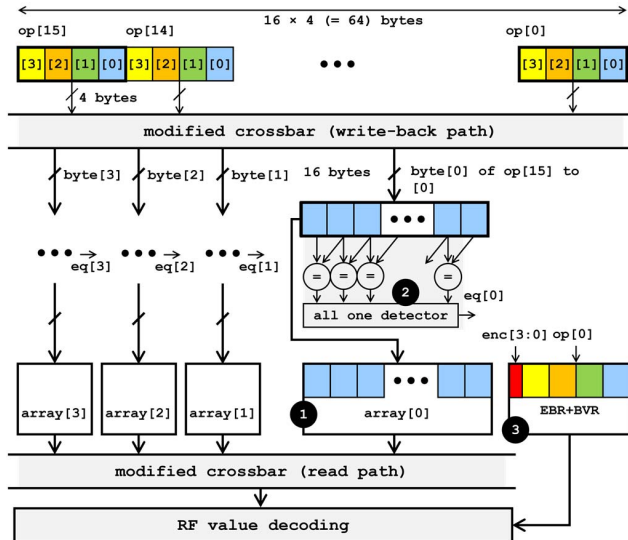 16 × 4 (= 64) bytes
op[15] op[14] op[0]
[3] [2] [1] [0] [3] [2] [1] [0] ••• [3] [2] [1] [0]
4 bytes
modified crossbar (write-back path)
byte[3] byte[2] byte[1] 16 bytes byte[0] of op[15] to
[0]
•••
••• eq[3] ••• eq[2] ••• eq[1]
= = = =
2 eq[0]
all one detector
enc[3:0] op[0]
•••
array[3] array[2] array[1] 1 array[0] EBR+BVR
3
modified crossbar (read path)
RF value decoding